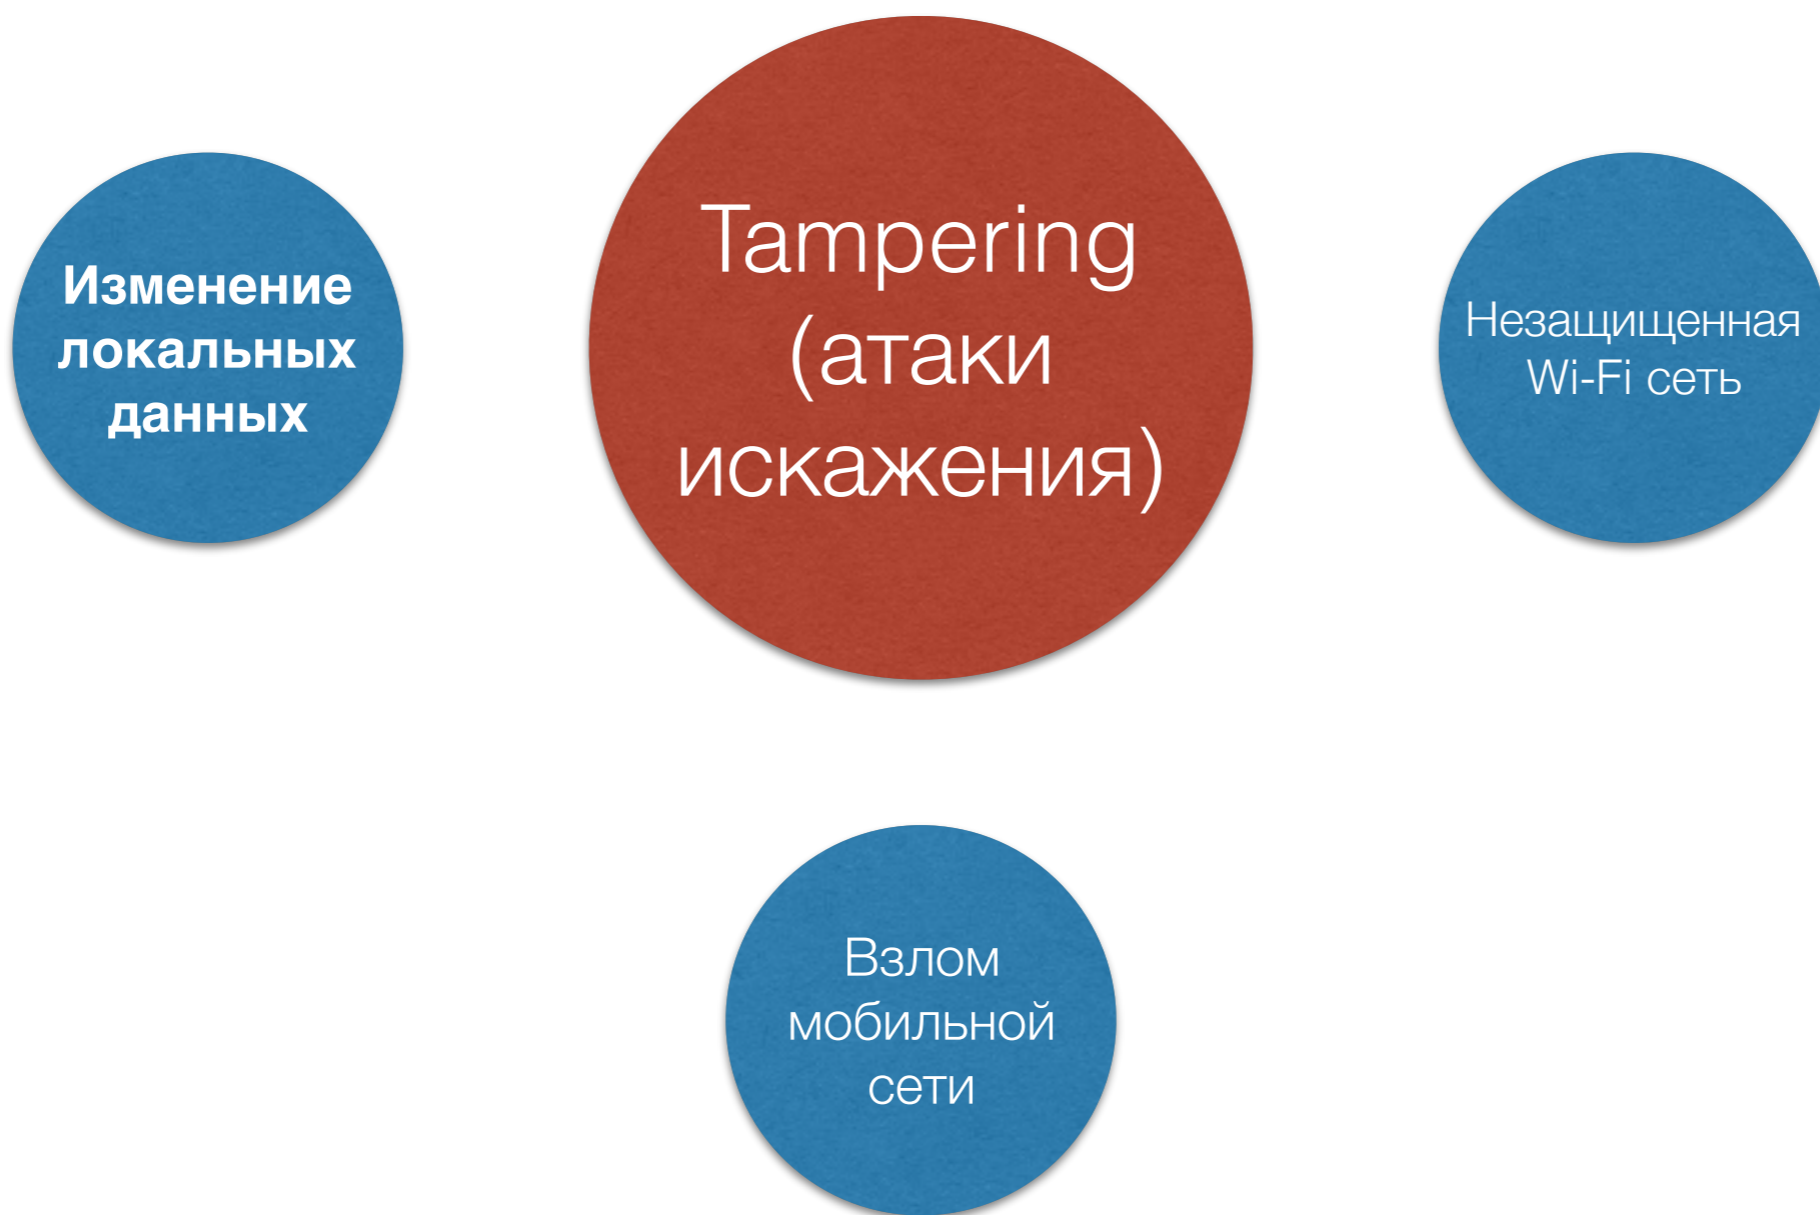 Изменение
локальных
данных
Tampering
(атаки
искажения)
Незащищенная
Wi-Fi сеть
Взлом
мобильной
сети